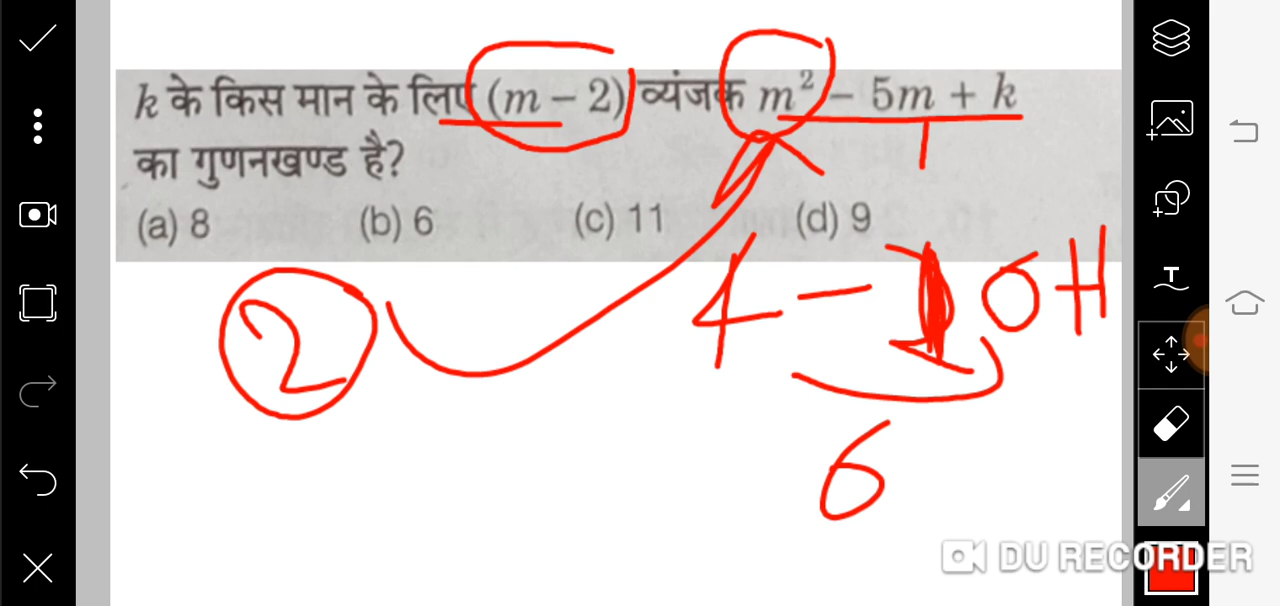 k के किस मान के लिए (m – 2) व्यंजक m² – 5m + k
का गुणनखण्ड है?
(a) 8 (b) 6 (c) 11 (d) 9
2
4 – 10 +
6
DU RECORDER